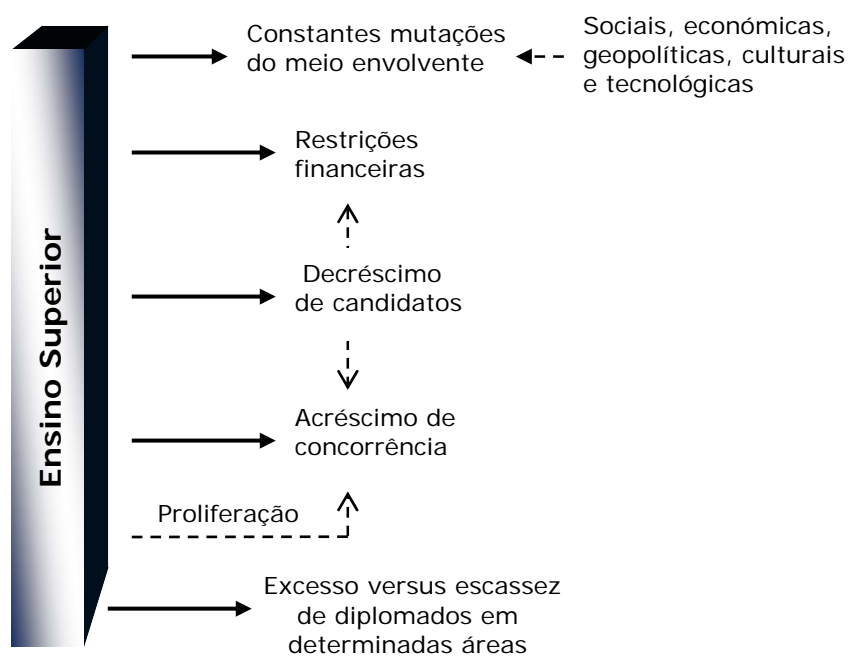 Constantes mutações
do meio envolvente
Sociais, económicas,
geopolíticas, culturais
e tecnológicas
Restrições
financeiras
Decréscimo
de candidatos
Acréscimo de
concorrência
Proliferação
Excesso versus escassez
de diplomados em
determinadas áreas
Ensino Superior